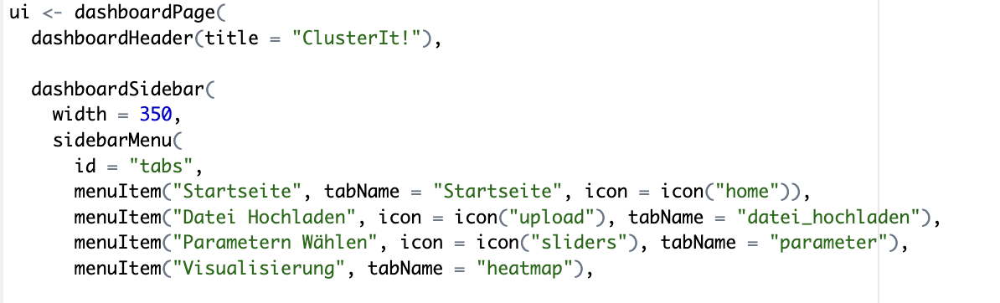 ui <- dashboardPage(
dashboardHeader(title = "ClusterIt!"),
dashboardSidebar(
width = 350,
sidebarMenu(
id = "tabs",
menuItem("Startseite", tabName = "Startseite", icon = icon("home")),
menuItem("Datei Hochladen", icon = icon("upload"), tabName = "datei_hochladen"),
menuItem("Parametern Wählen", icon = icon("sliders"), tabName = "parameter"),
menuItem("Visualisierung", tabName = "heatmap"),